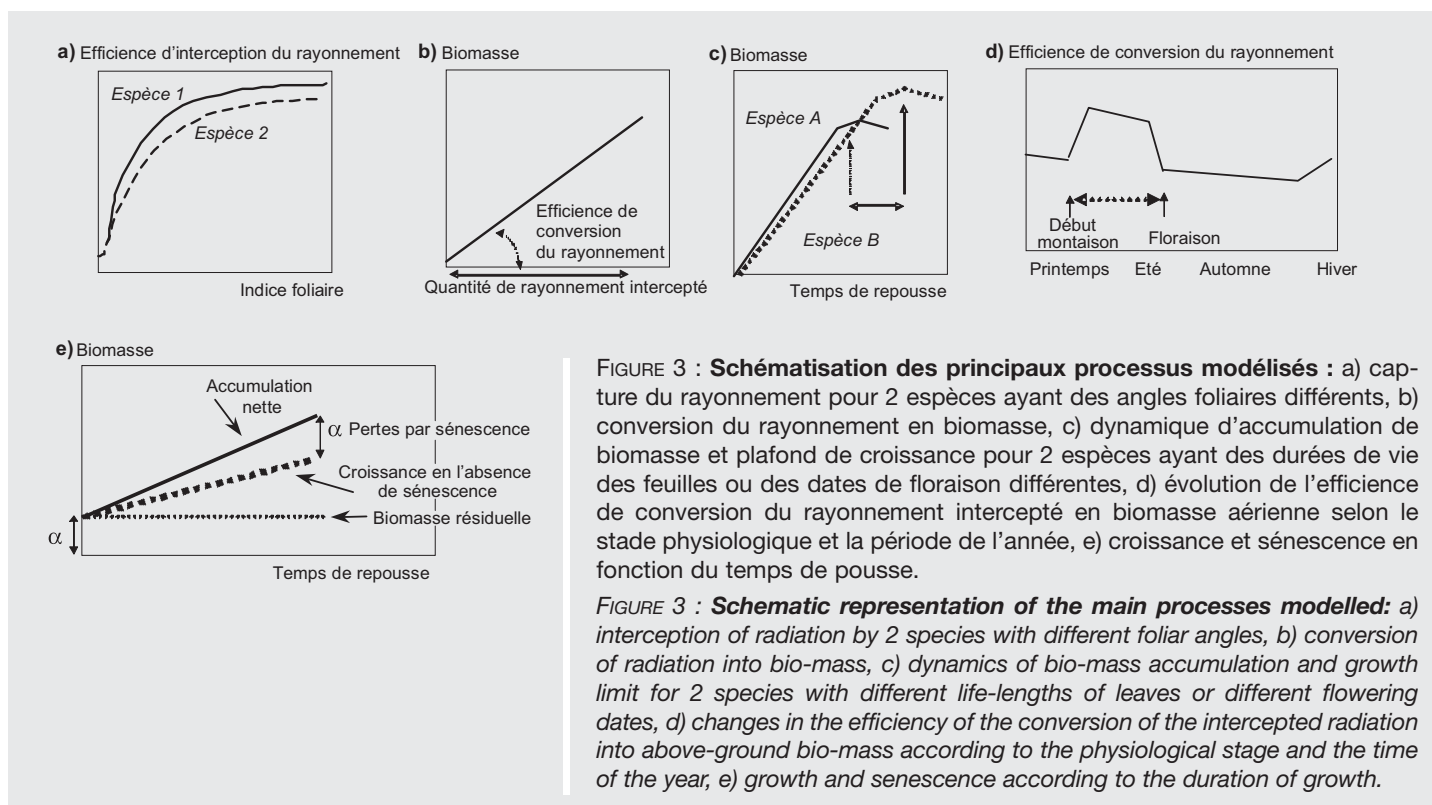 a) Efficience d'interception du rayonnement
Espèce 1
Espèce 2
Indice foliaire
b) Biomasse
Efficience de
conversion
du rayonnement
Quantité de rayonnement intercepté
c) Biomasse
Espèce A
Espèce B
Temps de repousse
d) Efficience de conversion du rayonnement
Début
montaison
Floraison
Printemps Eté Automne Hiver
e) Biomasse
Accumulation
nette
α Pertes par sénescence
Croissance en l'absence
de sénescence
Biomasse résiduelle
α
Temps de repousse
FIGURE 3 : Schématisation des principaux processus modélisés : a) cap-
ture du rayonnement pour 2 espèces ayant des angles foliaires différents, b)
conversion du rayonnement en biomasse, c) dynamique d'accumulation de
biomasse et plafond de croissance pour 2 espèces ayant des durées de vie
des feuilles ou des dates de floraison différentes, d) évolution de l'efficience
de conversion du rayonnement intercepté en biomasse aérienne selon le
stade physiologique et la période de l'année, e) croissance et sénescence en
fonction du temps de pousse.
FIGURE 3 : Schematic representation of the main processes modelled: a)
interception of radiation by 2 species with different foliar angles, b) conversion
of radiation into bio-mass, c) dynamics of bio-mass accumulation and growth
limit for 2 species with different life-lengths of leaves or different flowering
dates, d) changes in the efficiency of the conversion of the intercepted radiation
into above-ground bio-mass according to the physiological stage and the time
of the year, e) growth and senescence according to the duration of growth.